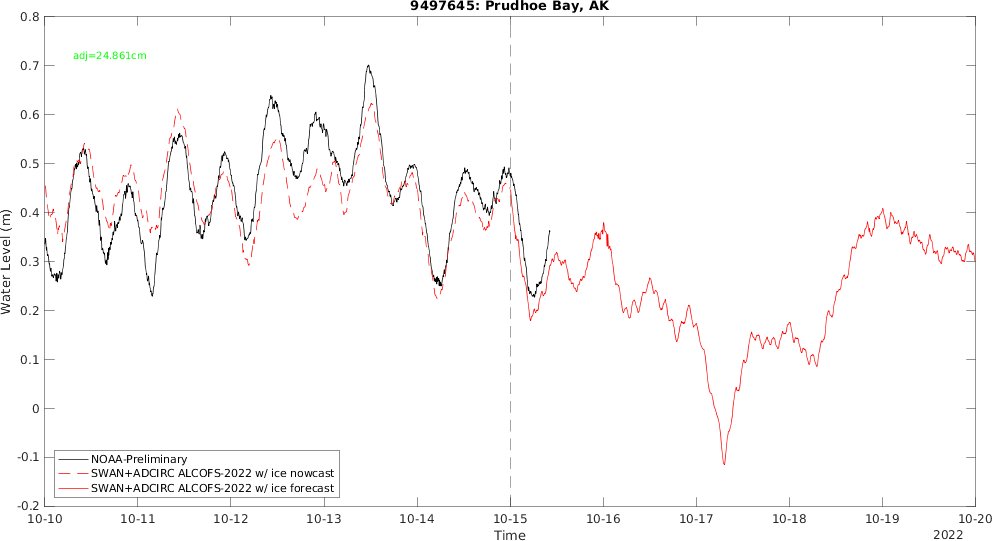 9497645: Prudhoe Bay, AK
adj=24.861cm
0.8
0.7
0.6
0.5
0.4
0.3
0.2
0.1
0
-0.1
-0.2
Water Level (m)
NOAA-Preliminary
SWAN+ADCIRC ALCOFS-2022 w/ ice nowcast
SWAN+ADCIRC ALCOFS-2022 w/ ice forecast
10-10 10-11 10-12 10-13 10-14 10-15 10-16 10-17 10-18 10-19 10-20
Time
2022